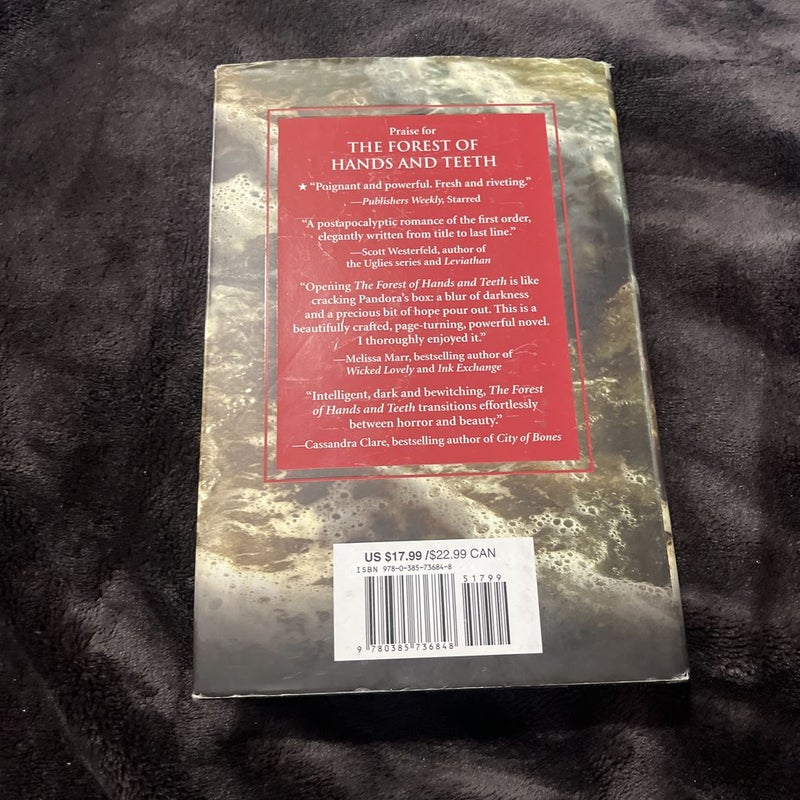 Praise for
THE FOREST OF
HANDS AND TEETH
★ “Poignant and powerful. Fresh and riveting.”
—Publishers Weekly, Starred
“A postapocalyptic romance of the first order,
elegantly written from title to last line.”
—Scott Westerfeld, author of
the Uglies series and Leviathan
“Opening The Forest of Hands and Teeth is like
cracking Pandora’s box: a blur of darkness
and a precious bit of hope pour out. This is a
beautifully crafted, page-turning, powerful novel.
I thoroughly enjoyed it.”
—Melissa Marr, bestselling author of
Wicked Lovely and Ink Exchange
“Intelligent, dark and bewitching, The Forest
of Hands and Teeth transitions effortlessly
between horror and beauty.”
—Cassandra Clare, bestselling author of City of Bones
US $17.99 /$22.99 CAN
ISBN 978-0-385-73684-8
51799
9 780385 736848